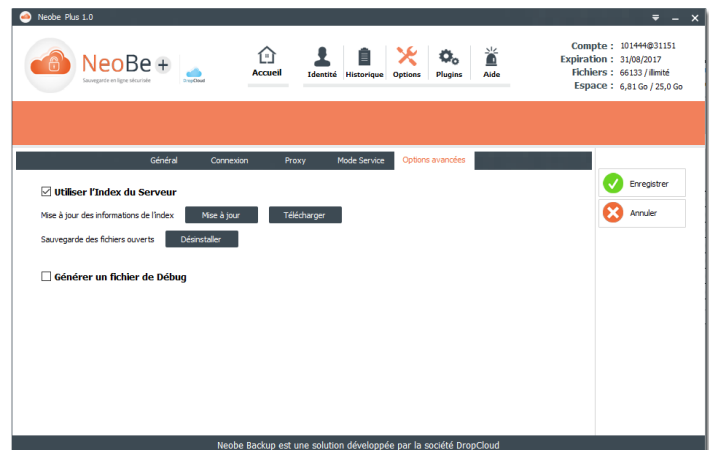 Neobe Plus 1.0
NeoBe +
Sauvegarde en ligne sécurisée
DropCloud
Accueil
Identité
Historique
Options
Plugins
Aide
Compte : 101444@31151
Expiration : 31/08/2017
Fichiers : 66133 / illimité
Espace : 6,81 Go / 25,0 Go
Général
Connexion
Proxy
Mode Service
Options avancées
Utiliser l'Index du Serveur
Mise à jour des informations de l'index
Mise à jour
Télécharger
Sauvegarde des fichiers ouverts
Désinstaller
Générer un fichier de Débug
Enregistrer
Annuler
Neobe Backup est une solution développée par la société DropCloud